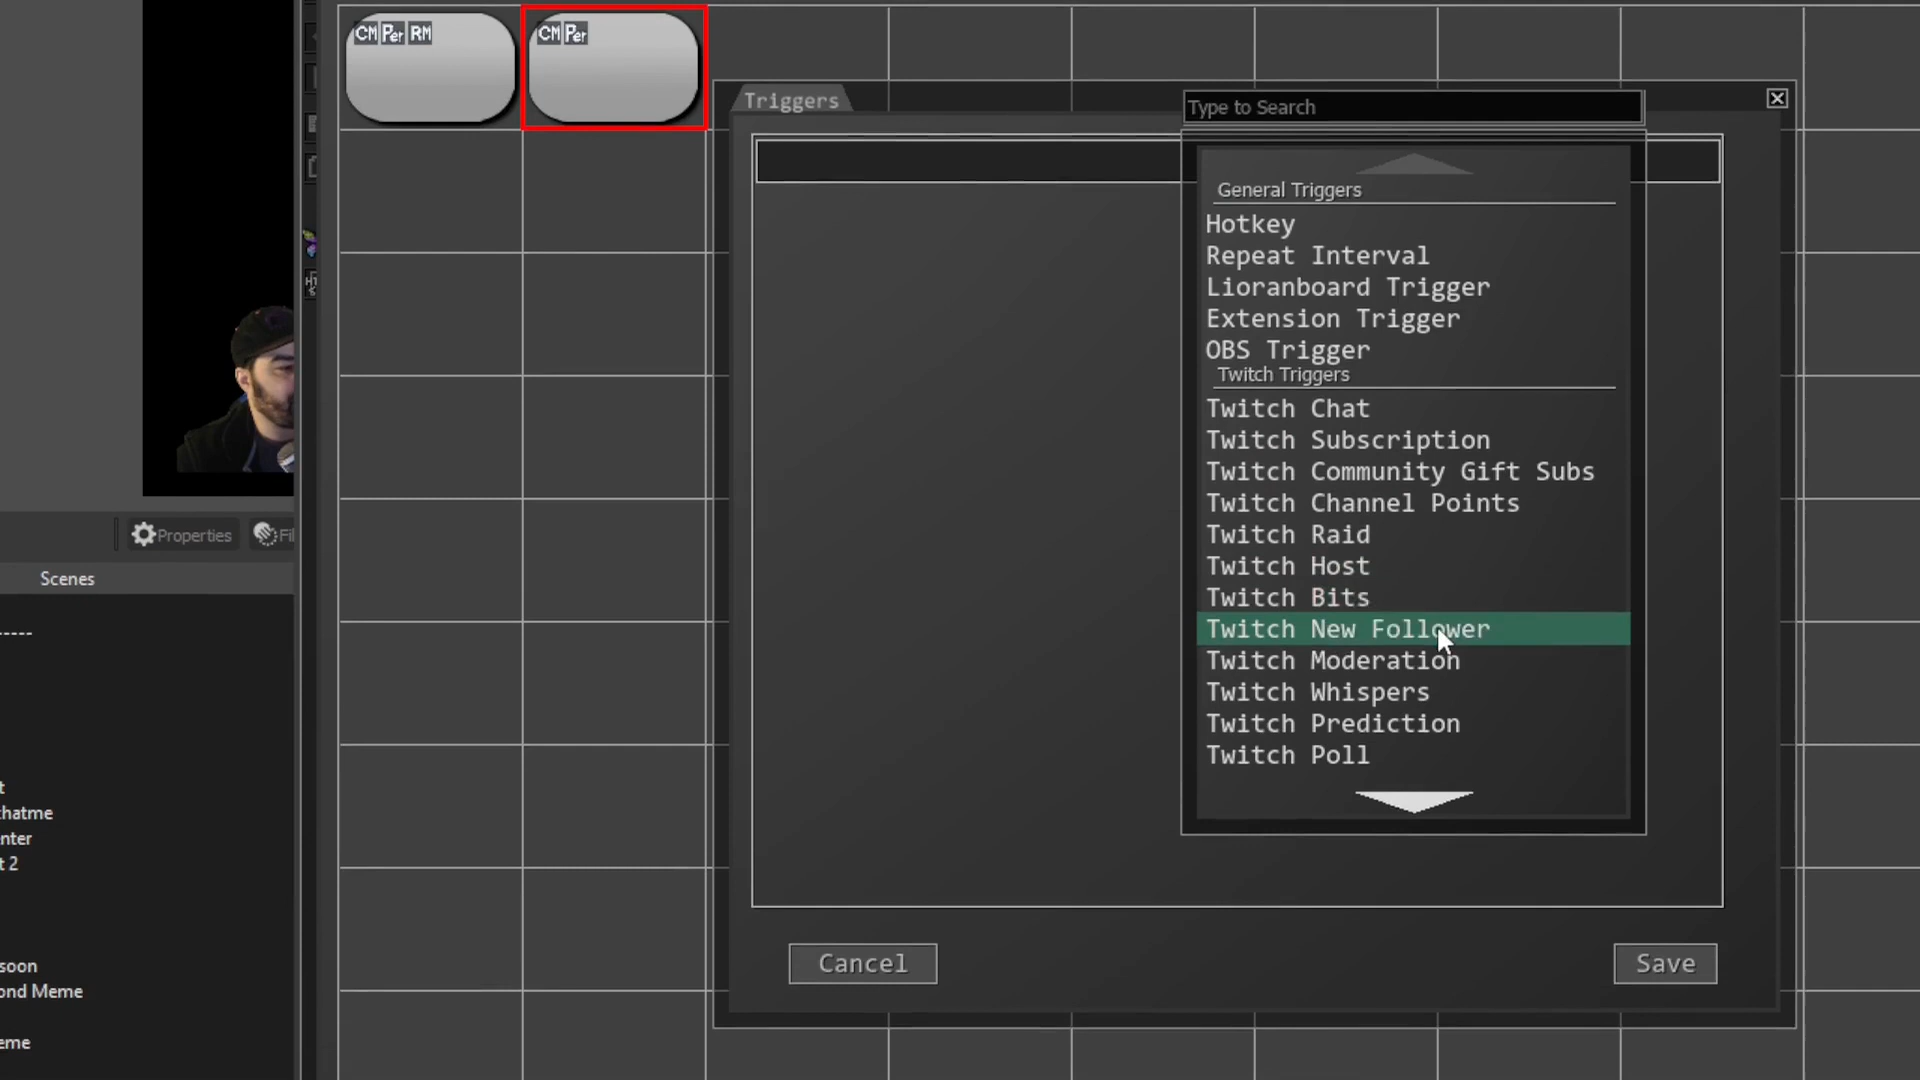 CM Per RM
CM Per
Triggers
Type to Search
General Triggers
Hotkey
Repeat Interval
Lioranboard Trigger
Extension Trigger
OBS Trigger
Twitch Triggers
Twitch Chat
Twitch Subscription
Twitch Community Gift Subs
Twitch Channel Points
Twitch Raid
Twitch Host
Twitch Bits
Twitch New Follower
Twitch Moderation
Twitch Whispers
Twitch Prediction
Twitch Poll
Cancel
Save
Properties
Fil
Scenes
-----
t
chatme
nter
t 2
soon
ond Meme
eme